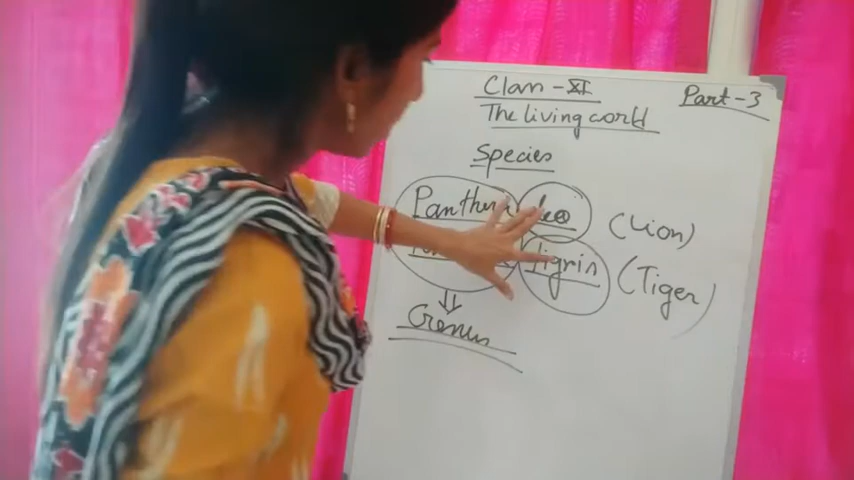 Class - XI
Part - 3
The living world
Species
Panthera leo (Lion)
tigris (Tiger)
Genus